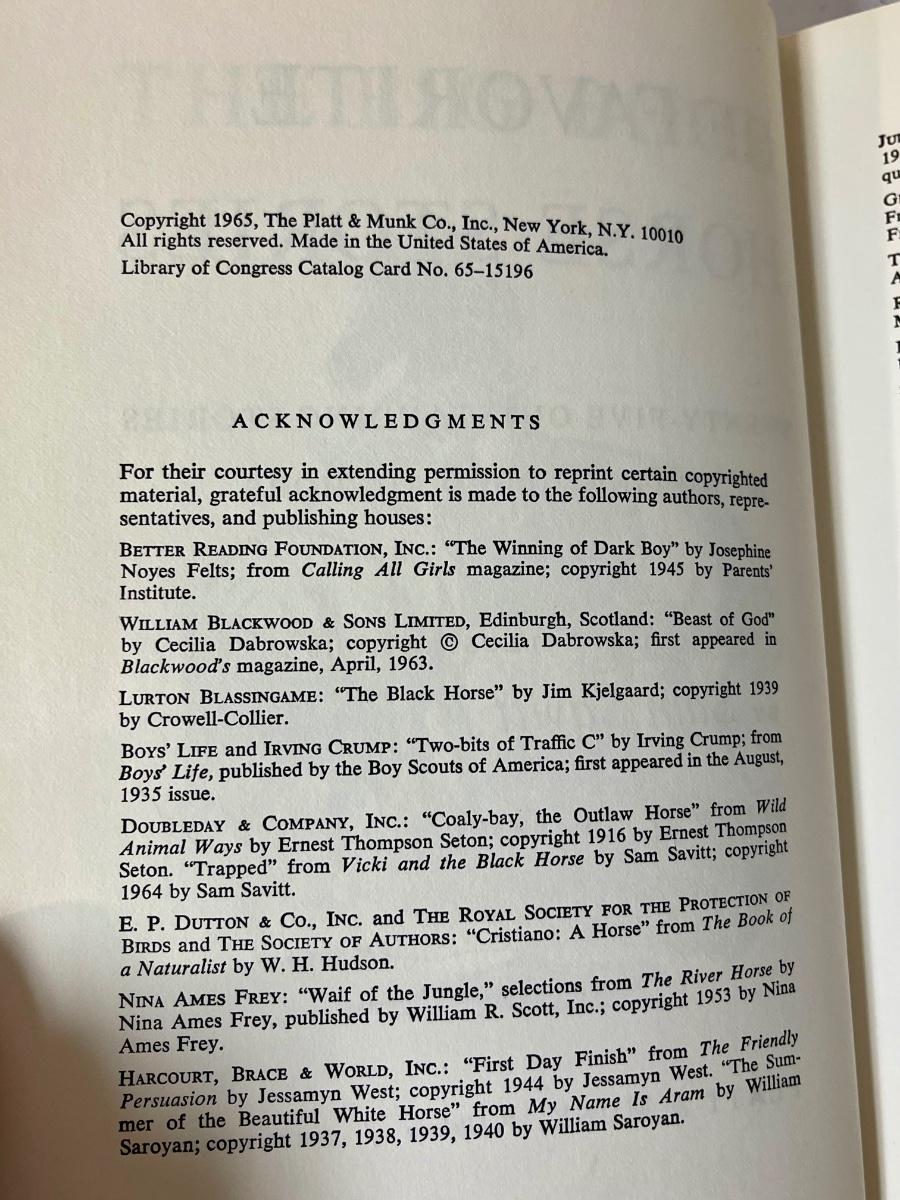 Copyright 1965, The Platt & Munk Co., Inc., New York, N.Y. 10010
All rights reserved. Made in the United States of America.
Library of Congress Catalog Card No. 65–15196
ACKNOWLEDGMENTS
For their courtesy in extending permission to reprint certain copyrighted
material, grateful acknowledgment is made to the following authors, repre-
sentatives, and publishing houses:
BETTER READING FOUNDATION, INC.: “The Winning of Dark Boy” by Josephine
Noyes Felts; from Calling All Girls magazine; copyright 1945 by Parents’
Institute.
WILLIAM BLACKWOOD & SONS LIMITED, Edinburgh, Scotland: “Beast of God”
by Cecilia Dabrowska; copyright © Cecilia Dabrowska; first appeared in
Blackwood’s magazine, April, 1963.
LURTON BLASSINGAME: “The Black Horse” by Jim Kjelgaard; copyright 1939
by Crowell-Collier.
BOYS’ LIFE and IRVING CRUMP: “Two-bits of Traffic C” by Irving Crump; from
Boys’ Life, published by the Boy Scouts of America; first appeared in the August,
1935 issue.
DOUBLEDAY & COMPANY, INC.: “Coaly-bay, the Outlaw Horse” from Wild
Animal Ways by Ernest Thompson Seton; copyright 1916 by Ernest Thompson
Seton. “Trapped” from Vicki and the Black Horse by Sam Savitt; copyright
1964 by Sam Savitt.
E. P. DUTTON & CO., INC. and THE ROYAL SOCIETY FOR THE PROTECTION OF
BIRDS and THE SOCIETY OF AUTHORS: “Cristiano: A Horse” from The Book of
a Naturalist by W. H. Hudson.
NINA AMES FREY: “Waif of the Jungle,” selections from The River Horse by
Nina Ames Frey, published by William R. Scott, Inc.; copyright 1953 by Nina
Ames Frey.
HARCOURT, BRACE & WORLD, INC.: “First Day Finish” from The Friendly
Persuasion by Jessamyn West; copyright 1944 by Jessamyn West. “The Sum-
mer of the Beautiful White Horse” from My Name Is Aram by William
Saroyan; copyright 1937, 1938, 1939, 1940 by William Saroyan.